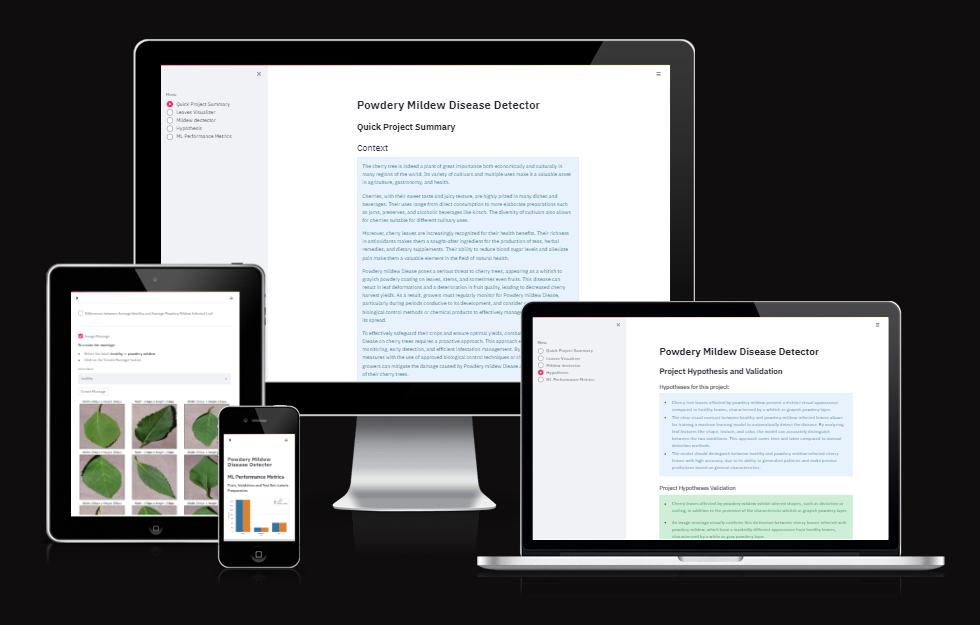 Menu
Quick Project Summary
Leaves Visualizer
Mildew detector
Hypothesis
ML Performance Metrics
Powdery Mildew Disease Detector
Quick Project Summary
Context
The cherry tree is indeed a plant of great importance both economically and culturally in
many regions of the world. Its variety of cultivars and multiple uses make it a valuable asset
in agriculture, gastronomy, and health.
Cherries, with their sweet taste and juicy texture, are highly prized in many dishes and
beverages. Their uses range from direct consumption to more elaborate preparations such
as jams, preserves, and alcoholic beverages like kirsch. The diversity of cultivars also allows
for cherries suitable for different culinary uses.
Moreover, cherry leaves are increasingly recognized for their health benefits. Their richness
in antioxidants makes them a sought-after ingredient for the production of teas, herbal
remedies, and dietary supplements. Their ability to reduce blood sugar levels and alleviate
pain make them a valuable element in the field of natural health.
Powdery mildew Disease poses a serious threat to cherry trees, appearing as a whitish to
grayish powdery coating on leaves, stems, and sometimes even fruits. This disease can
result in leaf deformations and a deterioration in fruit quality, leading to decreased cherry
harvest yields. As a result, growers must regularly monitor for Powdery mildew Disease,
particularly during periods conducive to its development, and consider
biological control methods or chemical products to effectively manage
its spread.
To effectively safeguard their crops and ensure optimal yields,
Disease on cherry trees requires a proactive approach. This approach
monitoring, early detection, and efficient infestation management. By
measures with the use of approved biological control techniques or
growers can mitigate the damage caused by Powdery mildew Disease
of their cherry trees.
Differences between Average Healthy and Average Powdery Mildew Infected Leaf
Image Montage
To create the montage:
Select the label healthy or powdery mildew
Click on the 'Create Montage' button
healthy
Create Montage
Powdery Mildew
Disease Detector
ML Performance Metrics
Train, Validation and Test Set: Labels
Frequencies
Menu
Quick Project Summary
Leaves Visualizer
Mildew detector
Hypothesis
ML Performance Metrics
Powdery Mildew Disease Detector
Project Hypothesis and Validation
Hypotheses for this project:
Cherry tree leaves affected by powdery mildew present a distinct visual appearance
compared to healthy leaves, characterized by a whitish or grayish powdery layer.
The clear visual contrast between healthy and powdery mildew infected leaves allows
for training a machine learning model to automatically detect the disease. By analyzing
leaf features like shape, texture, and color, the model can accurately distinguish
between the two conditions. This approach saves time and labor compared to manual
detection methods.
The model should distinguish between healthy and powdery mildew infected cherry
leaves with high accuracy, due to its ability to generalize patterns and make precise
predictions based on general characteristics.
Project Hypotheses Validation
Cherry leaves affected by powdery mildew exhibit altered shapes, such as distortion or
curling, in addition to the presence of the characteristic whitish or grayish powdery layer.
An image montage visually confirms this distinction between cherry leaves infected with
powdery mildew, which have a markedly different appearance from healthy leaves,
characterized by a white or gray powdery layer.